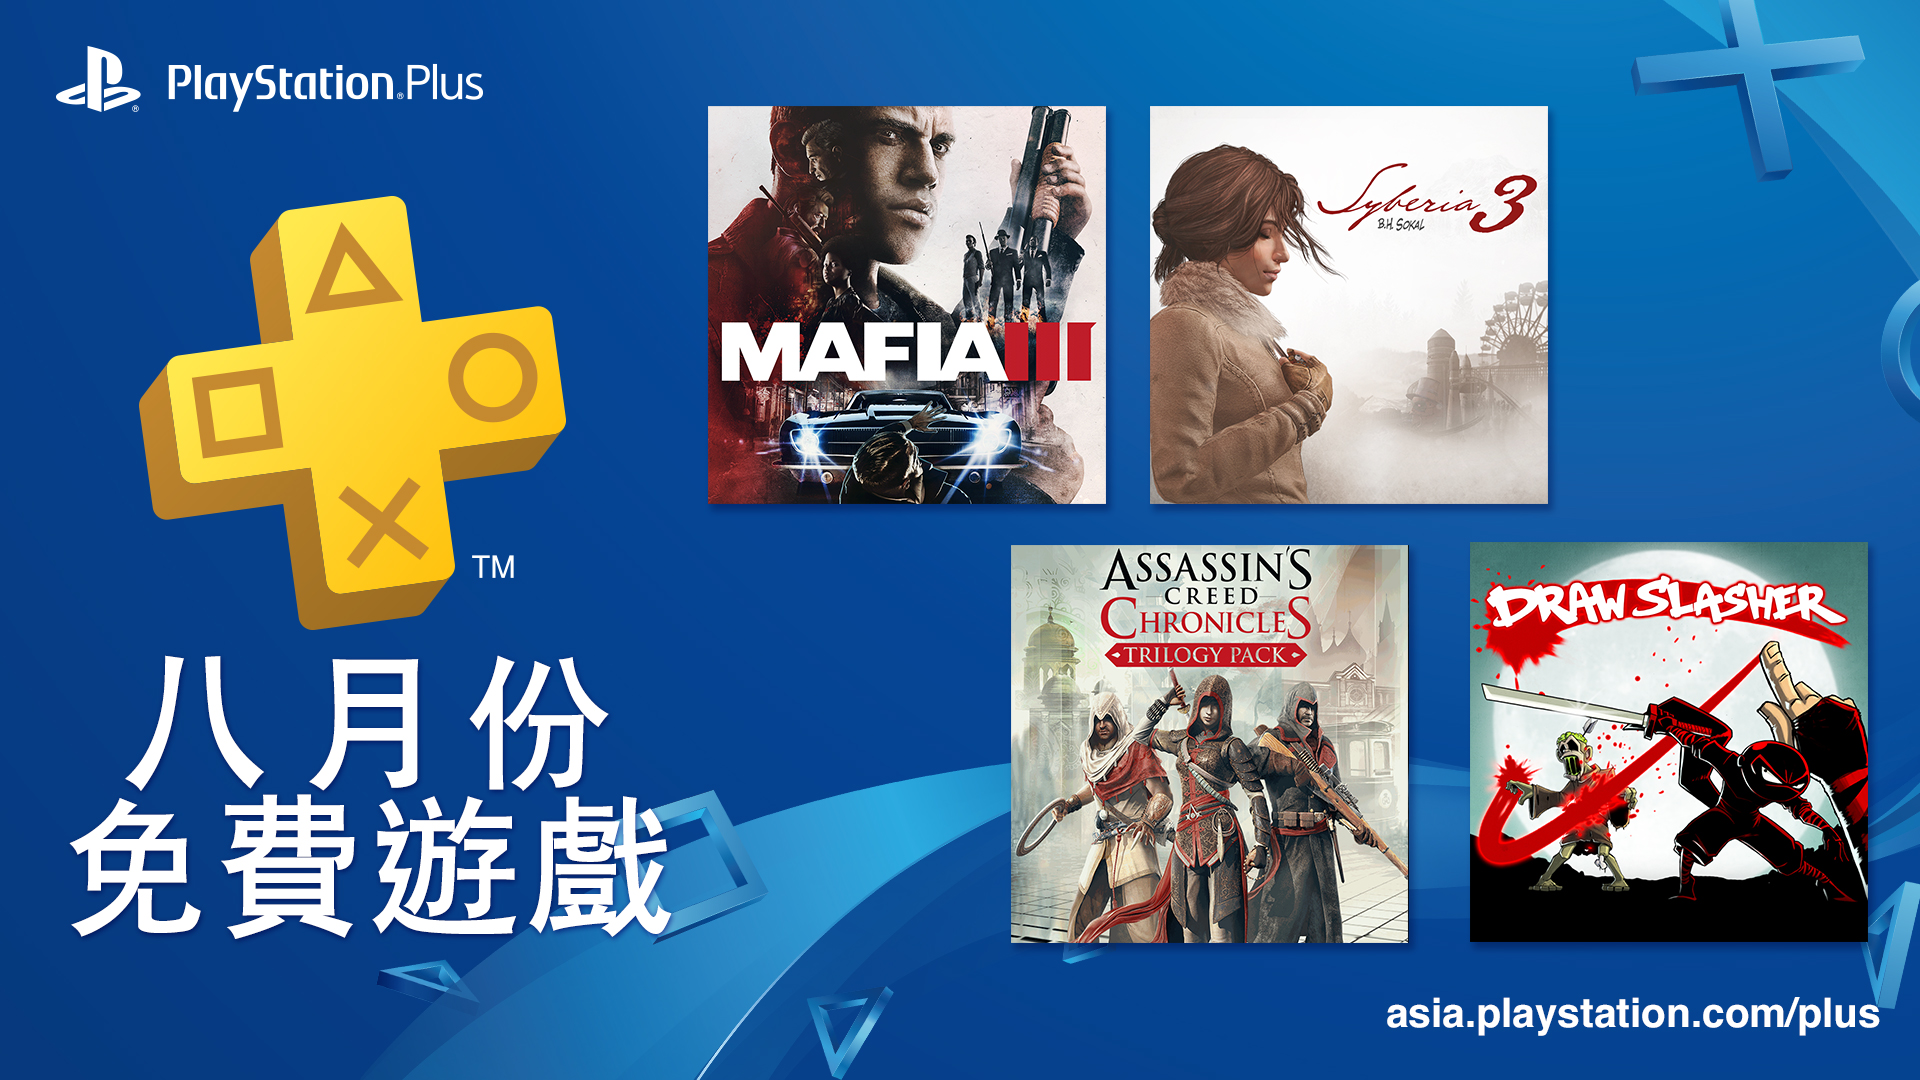 PlayStation®Plus
TM
八月份
免費遊戲
MAFIA III
Syberia 3
B.H. SOKAL
ASSASSIN'S
CREED
CHRONICLES
TRILOGY PACK
DRAW SLASHER
asia.playstation.com/plus